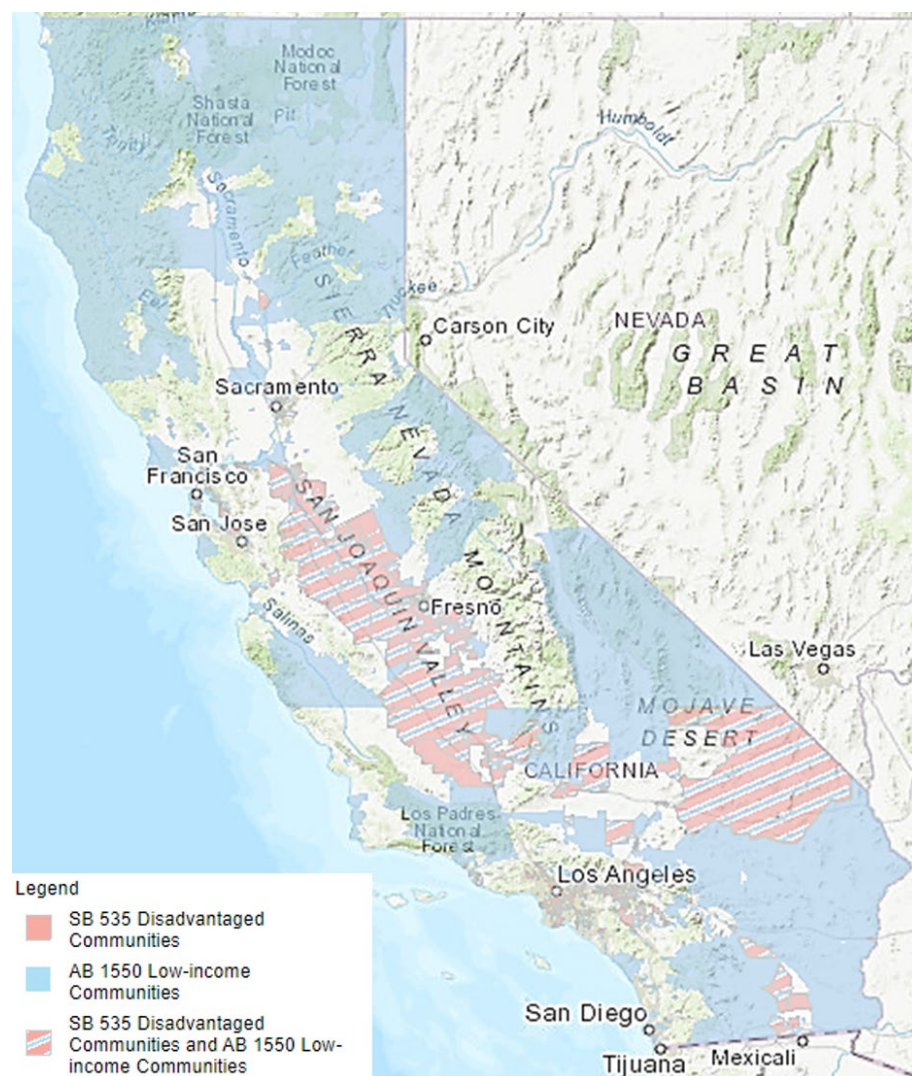 Klamath
Modoc
National
Forest
Shasta
National
Forest
Pit
Trinity
Humboldt
Sacramento
Feather
Eel
Truckee
SIERRA NEVADA
Carson City
NEVADA
GREAT
BASIN
Sacramento
San
Francisco
San Jose
SAN JOAQUIN VALLEY
MOUNTAINS
Fresno
Salinas
Las Vegas
MOJAVE
DESERT
CALIFORNIA
Los Padres
National
Forest
Los Angeles
San Diego
Tijuana
Mexicali
Legend
SB 535 Disadvantaged
Communities
AB 1550 Low-income
Communities
SB 535 Disadvantaged
Communities and AB 1550 Low-
income Communities